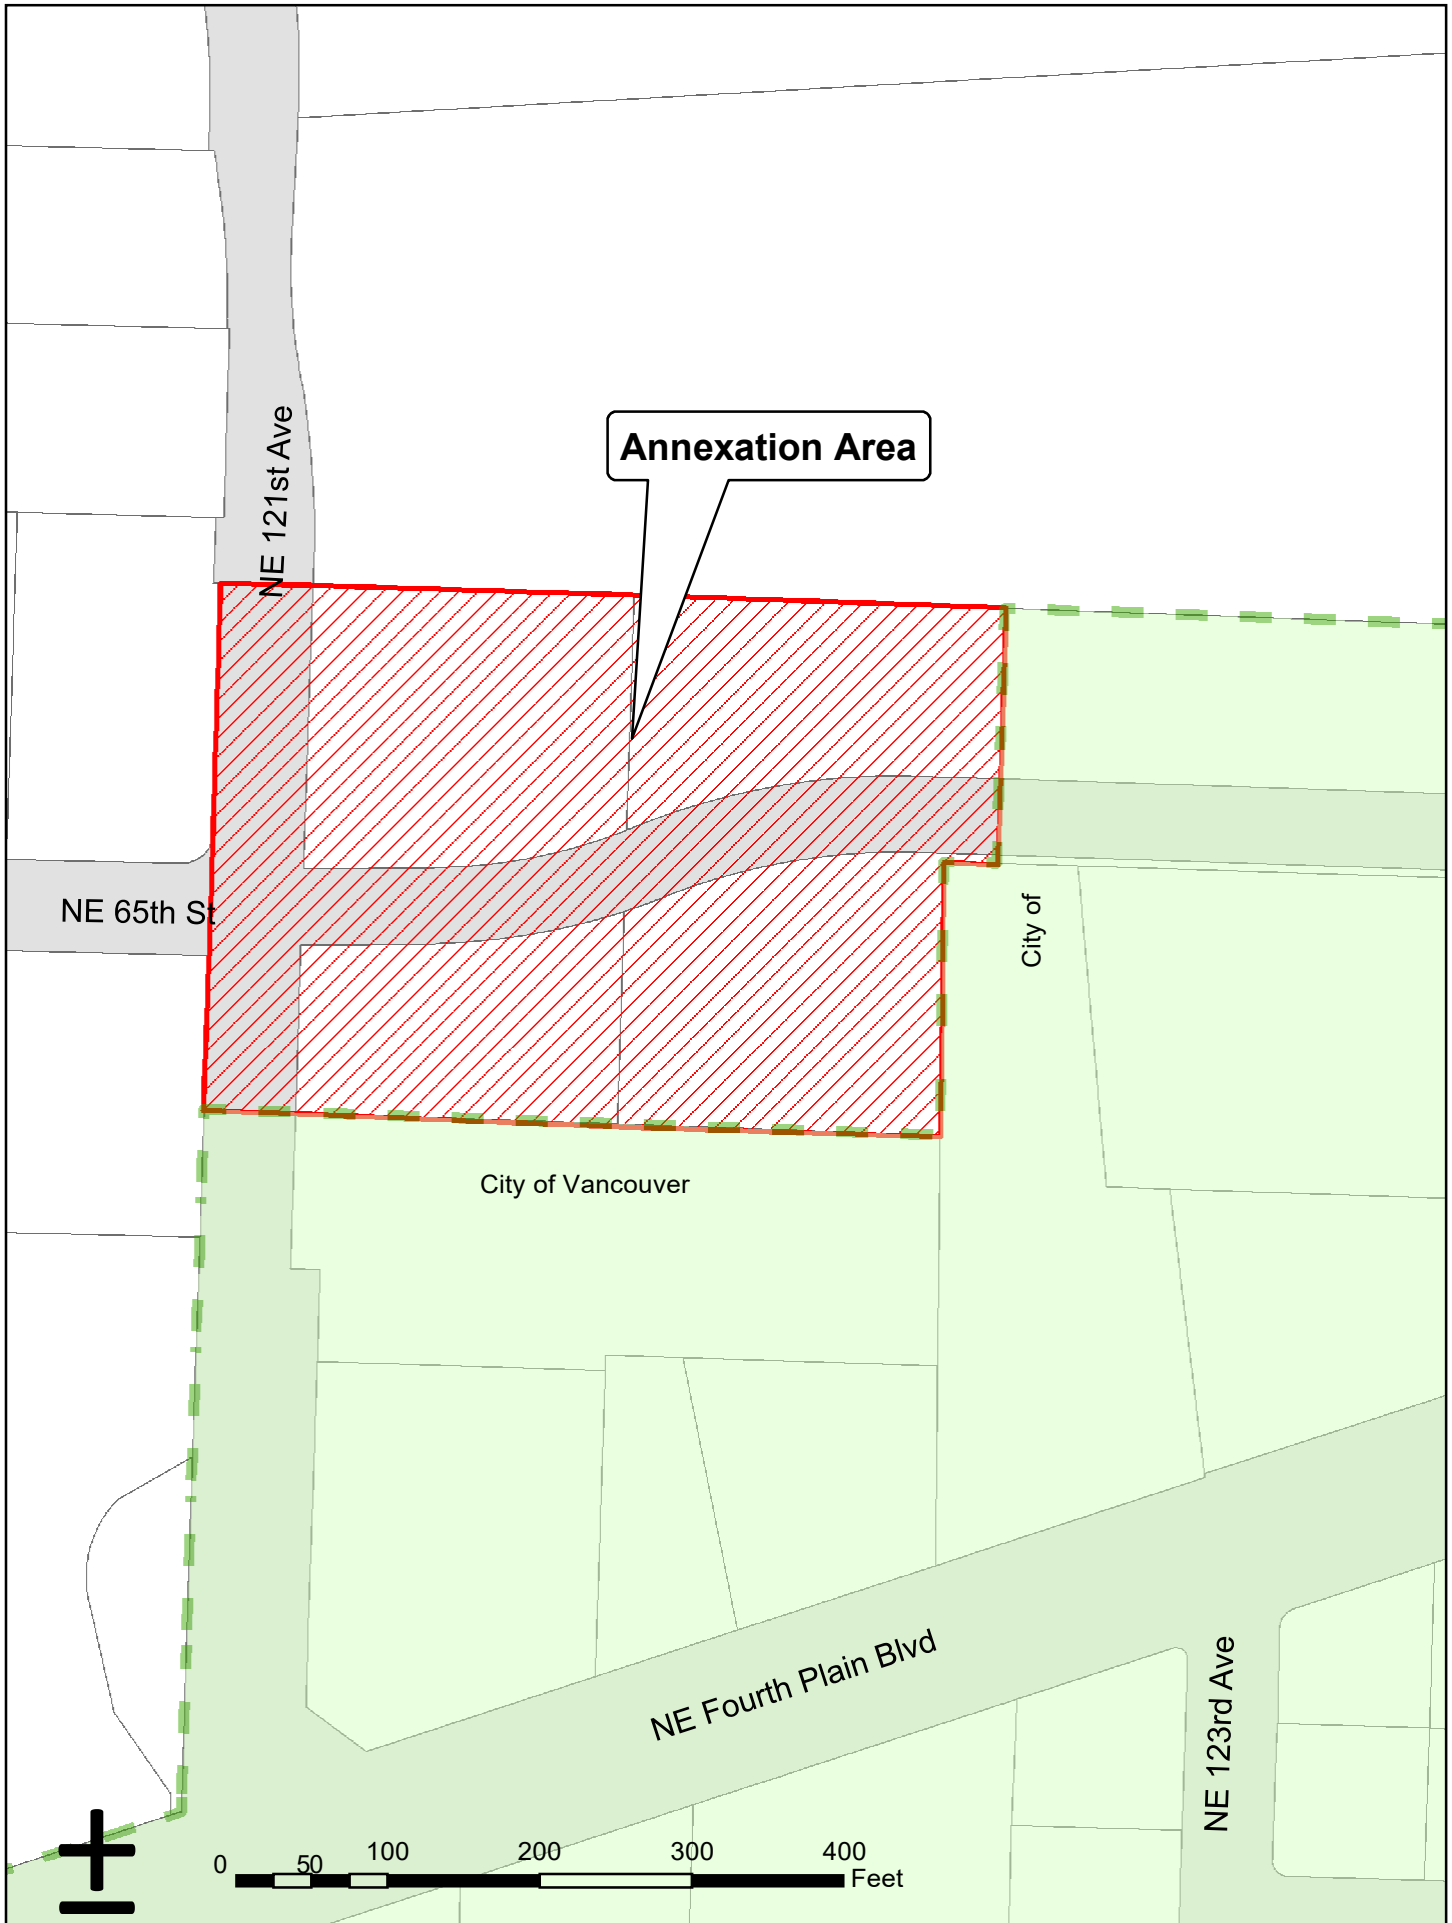 NE 121st Ave
Annexation Area
NE 65th St
City of
City of Vancouver
NE Fourth Plain Blvd
NE 123rd Ave
0 50 100 200 300 400
Feet